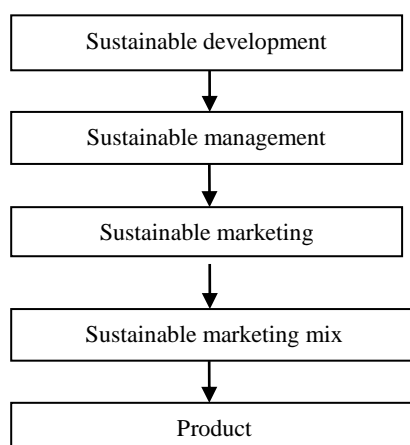 Sustainable development
Sustainable management
Sustainable marketing
Sustainable marketing mix
Product